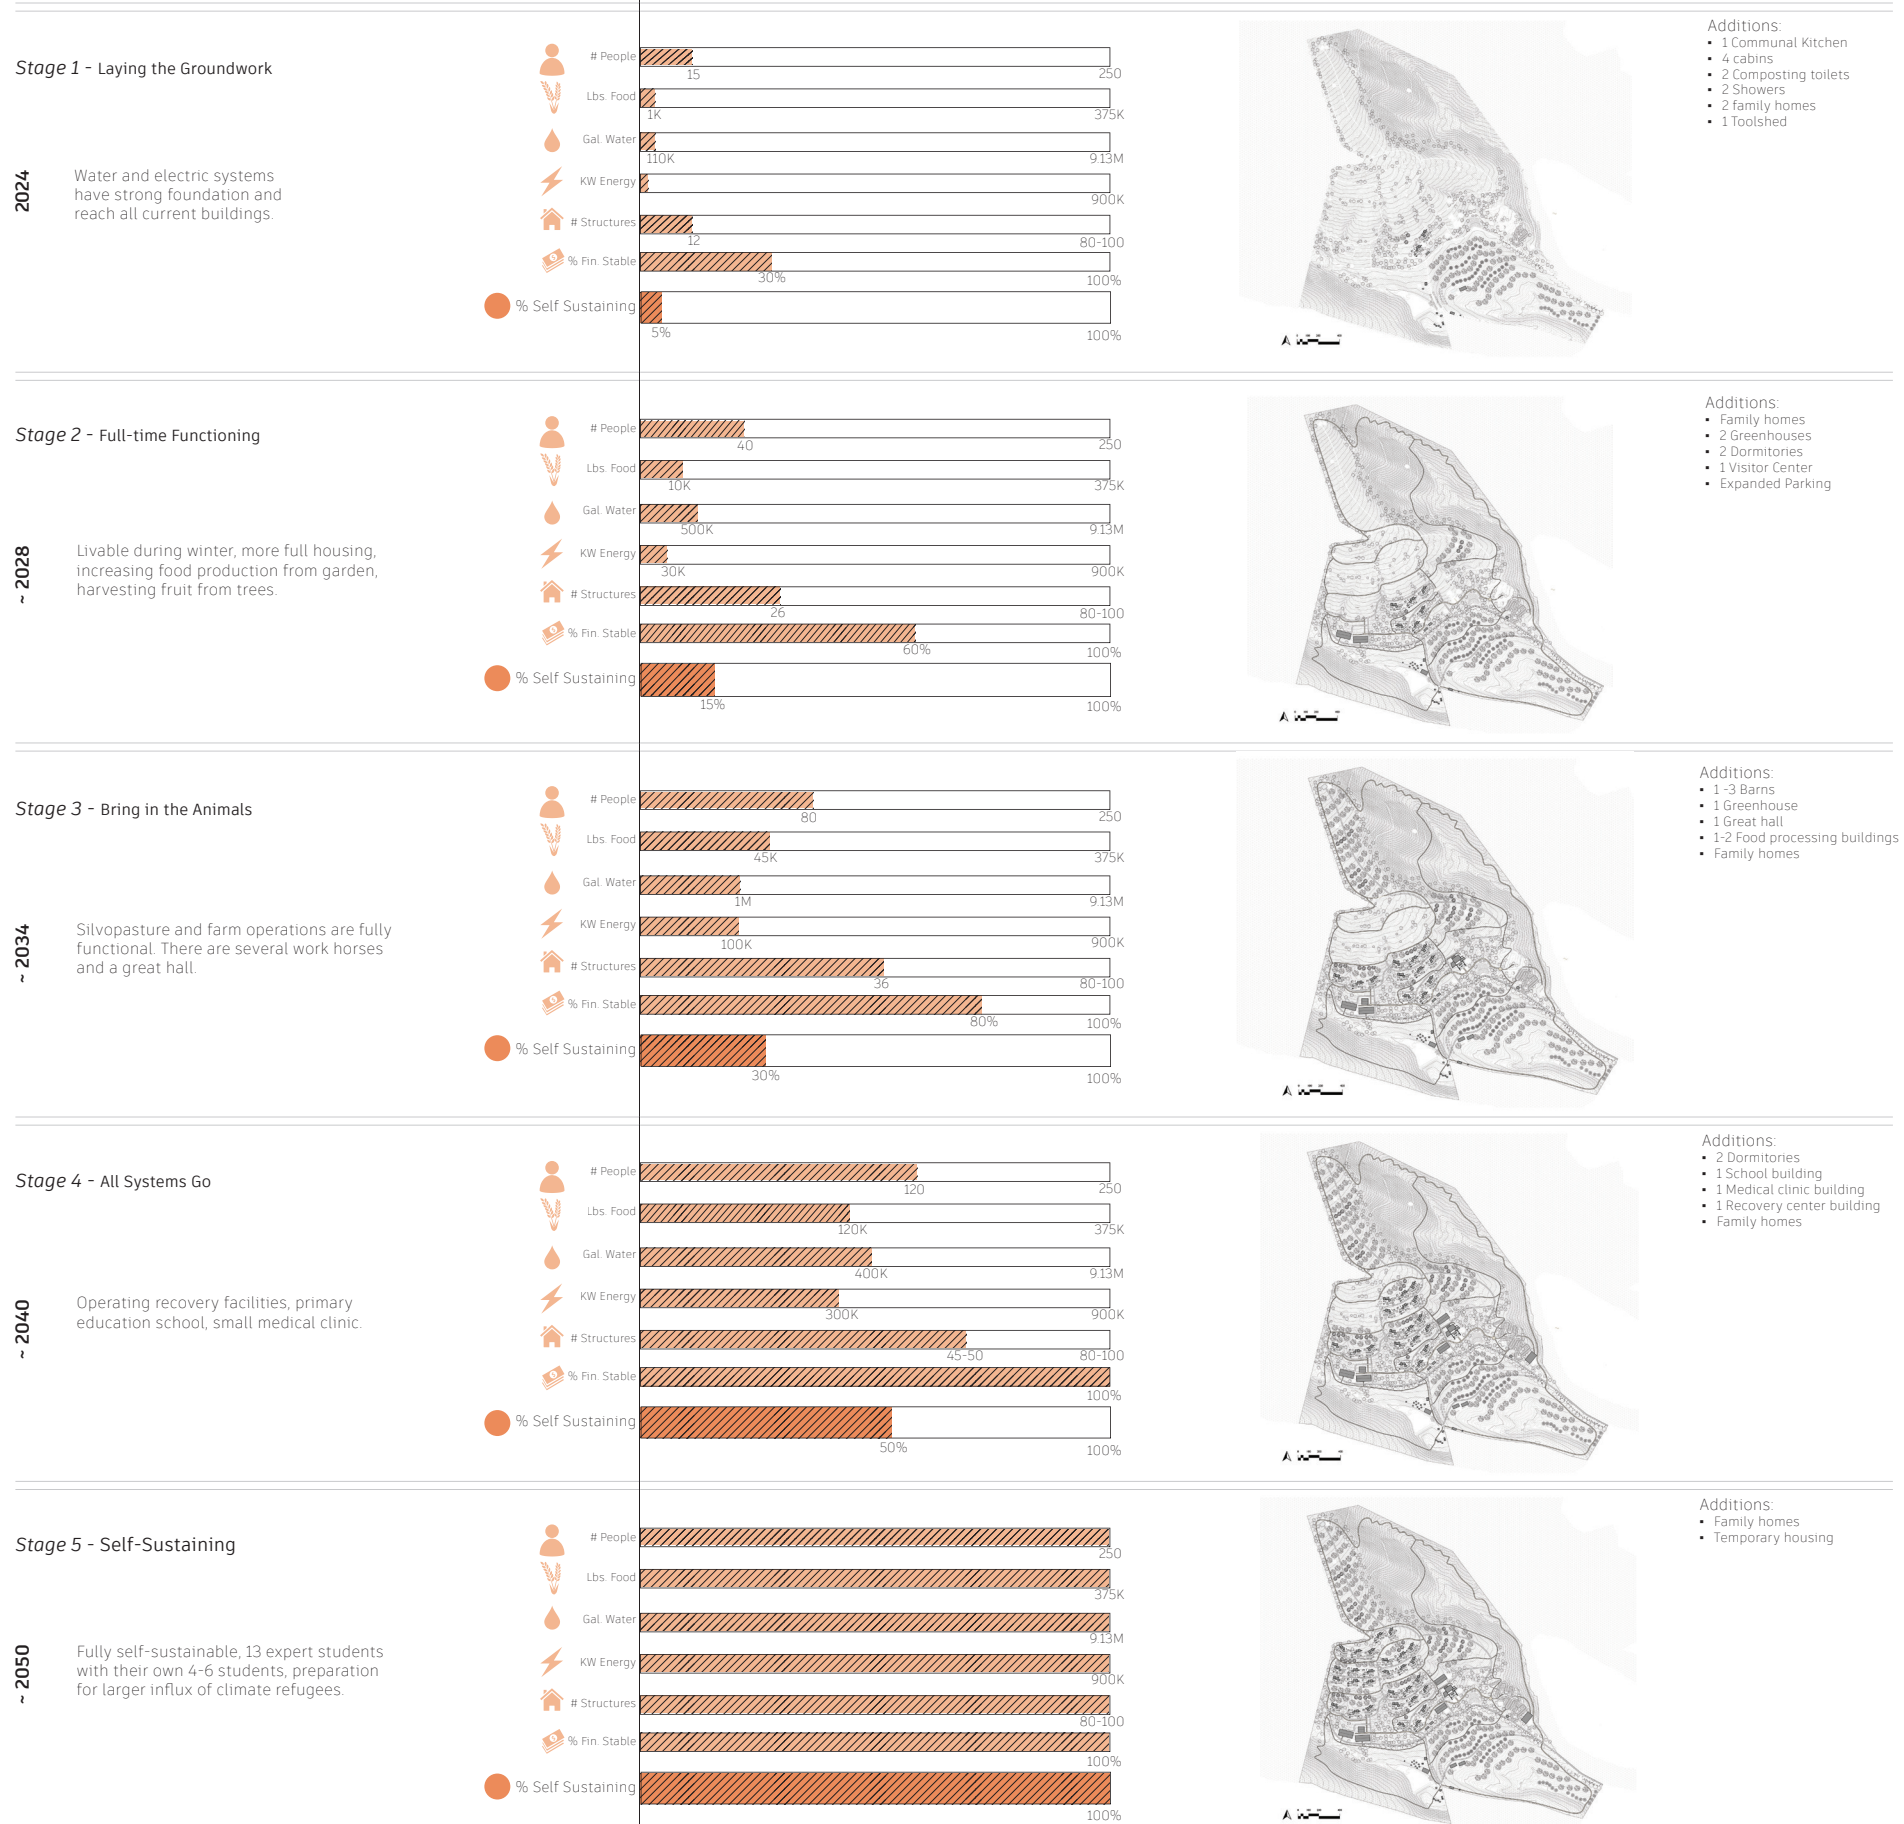 Stage 1 - Laying the Groundwork
2024
Water and electric systems
have strong foundation and
reach all current buildings.
# People
15
250
Lbs. Food
1K
375K
Gal. Water
110K
9.13M
KW Energy
900K
# Structures
12
80-100
% Fin. Stable
30%
100%
% Self Sustaining
5%
100%
Additions:
▪ 1 Communal Kitchen
▪ 4 cabins
▪ 2 Composting toilets
▪ 2 Showers
▪ 2 family homes
▪ 1 Toolshed
Stage 2 - Full-time Functioning
~ 2028
Livable during winter, more full housing,
increasing food production from garden,
harvesting fruit from trees.
# People
40
250
Lbs. Food
10K
375K
Gal. Water
500K
9.13M
KW Energy
30K
900K
# Structures
26
80-100
% Fin. Stable
60%
100%
% Self Sustaining
15%
100%
Additions:
▪ Family homes
▪ 2 Greenhouses
▪ 2 Dormitories
▪ 1 Visitor Center
▪ Expanded Parking
Stage 3 - Bring in the Animals
~ 2034
Silvopasture and farm operations are fully
functional. There are several work horses
and a great hall.
# People
80
250
Lbs. Food
45K
375K
Gal. Water
1M
9.13M
KW Energy
100K
900K
# Structures
36
80-100
% Fin. Stable
80%
100%
% Self Sustaining
30%
100%
Additions:
▪ 1 -3 Barns
▪ 1 Greenhouse
▪ 1 Great hall
▪ 1-2 Food processing buildings
▪ Family homes
Stage 4 - All Systems Go
~ 2040
Operating recovery facilities, primary
education school, small medical clinic.
# People
120
250
Lbs. Food
120K
375K
Gal. Water
400K
9.13M
KW Energy
300K
900K
# Structures
45-50
80-100
% Fin. Stable
100%
% Self Sustaining
50%
100%
Additions:
▪ 2 Dormitories
▪ 1 School building
▪ 1 Medical clinic building
▪ 1 Recovery center building
▪ Family homes
Stage 5 - Self-Sustaining
~ 2050
Fully self-sustainable, 13 expert students
with their own 4-6 students, preparation
for larger influx of climate refugees.
# People
250
Lbs. Food
375K
Gal. Water
9.13M
KW Energy
900K
# Structures
80-100
% Fin. Stable
100%
% Self Sustaining
100%
Additions:
▪ Family homes
▪ Temporary housing